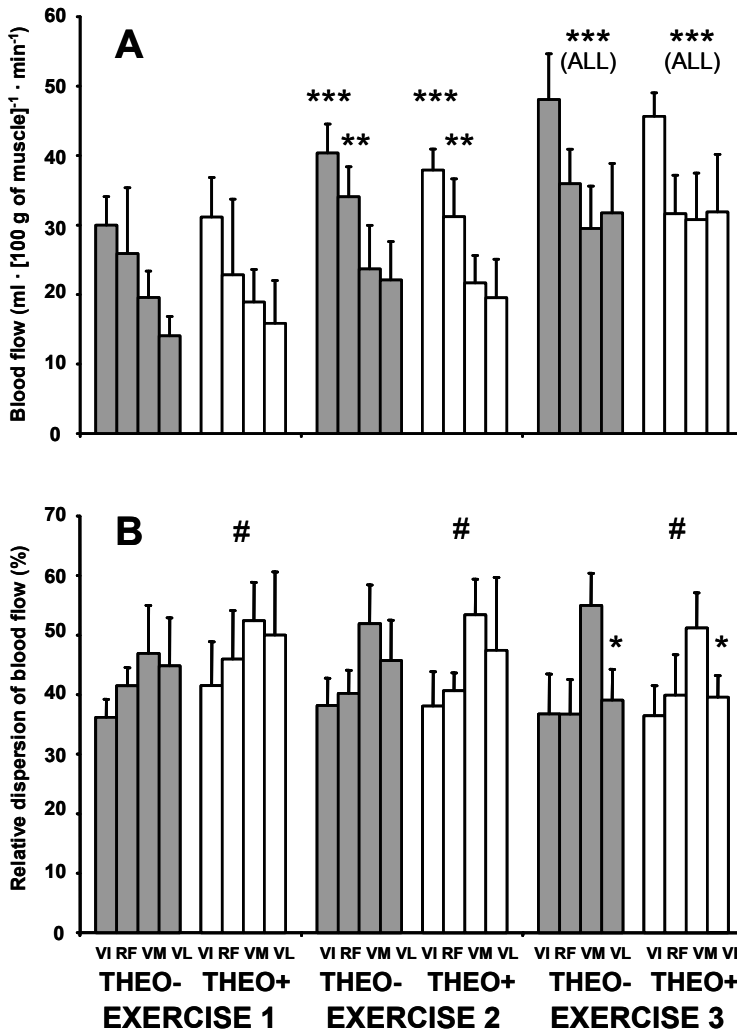 60
A
***
(ALL)
***
(ALL)
50
***
***
**
**
40
30
20
10
0
Blood flow (ml · [100 g of muscle]-1 · min-1)
70
B
#
#
#
60
50
*
*
40
30
20
10
0
Relative dispersion of blood flow (%)
VI RF VM VL VI RF VM VL VI RF VM VL VI RF VM VL VI RF VM VL VI RF VM
THEO- THEO+ THEO- THEO+ THEO- THEO+
EXERCISE 1 EXERCISE 2 EXERCISE 3